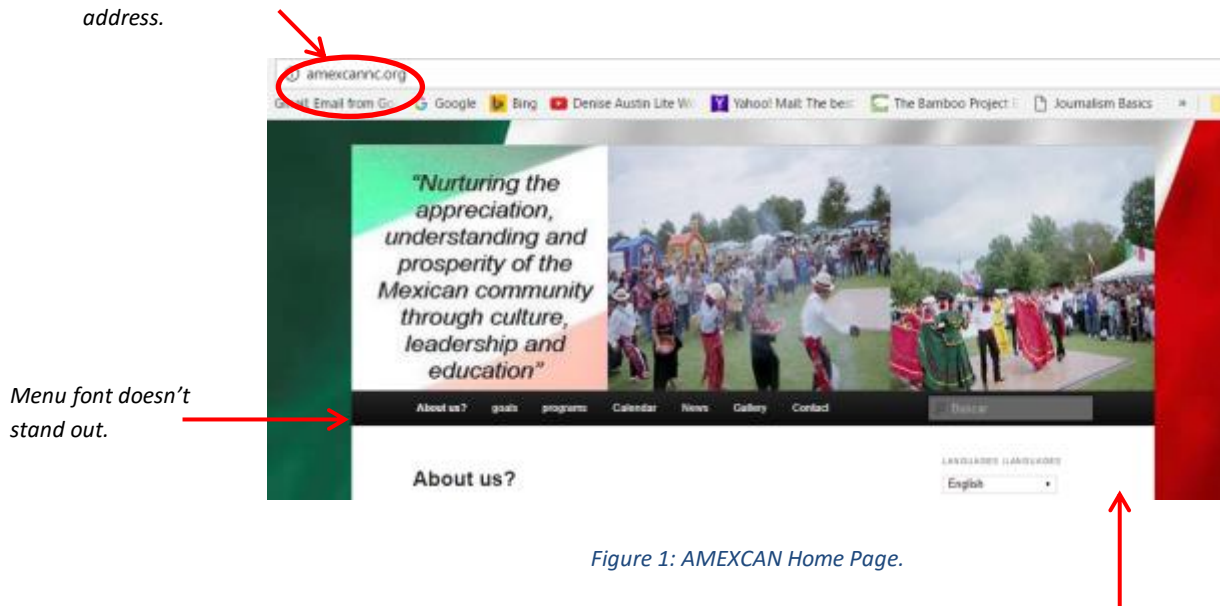 address.
amexcannc.org
Gmail: Email from Go Google Bing Denise Austin Lite Wo Yahoo! Mail: The best The Bamboo Project Journalism Basics »
"Nurturing the
appreciation,
understanding and
prosperity of the
Mexican community
through culture,
leadership and
education"
Menu font doesn't
stand out.
About us? goals programs Calendar News Gallery Contact Buscar
About us?
LANGUAGES (LANGUAGES
English
Figure 1: AMEXCAN Home Page.